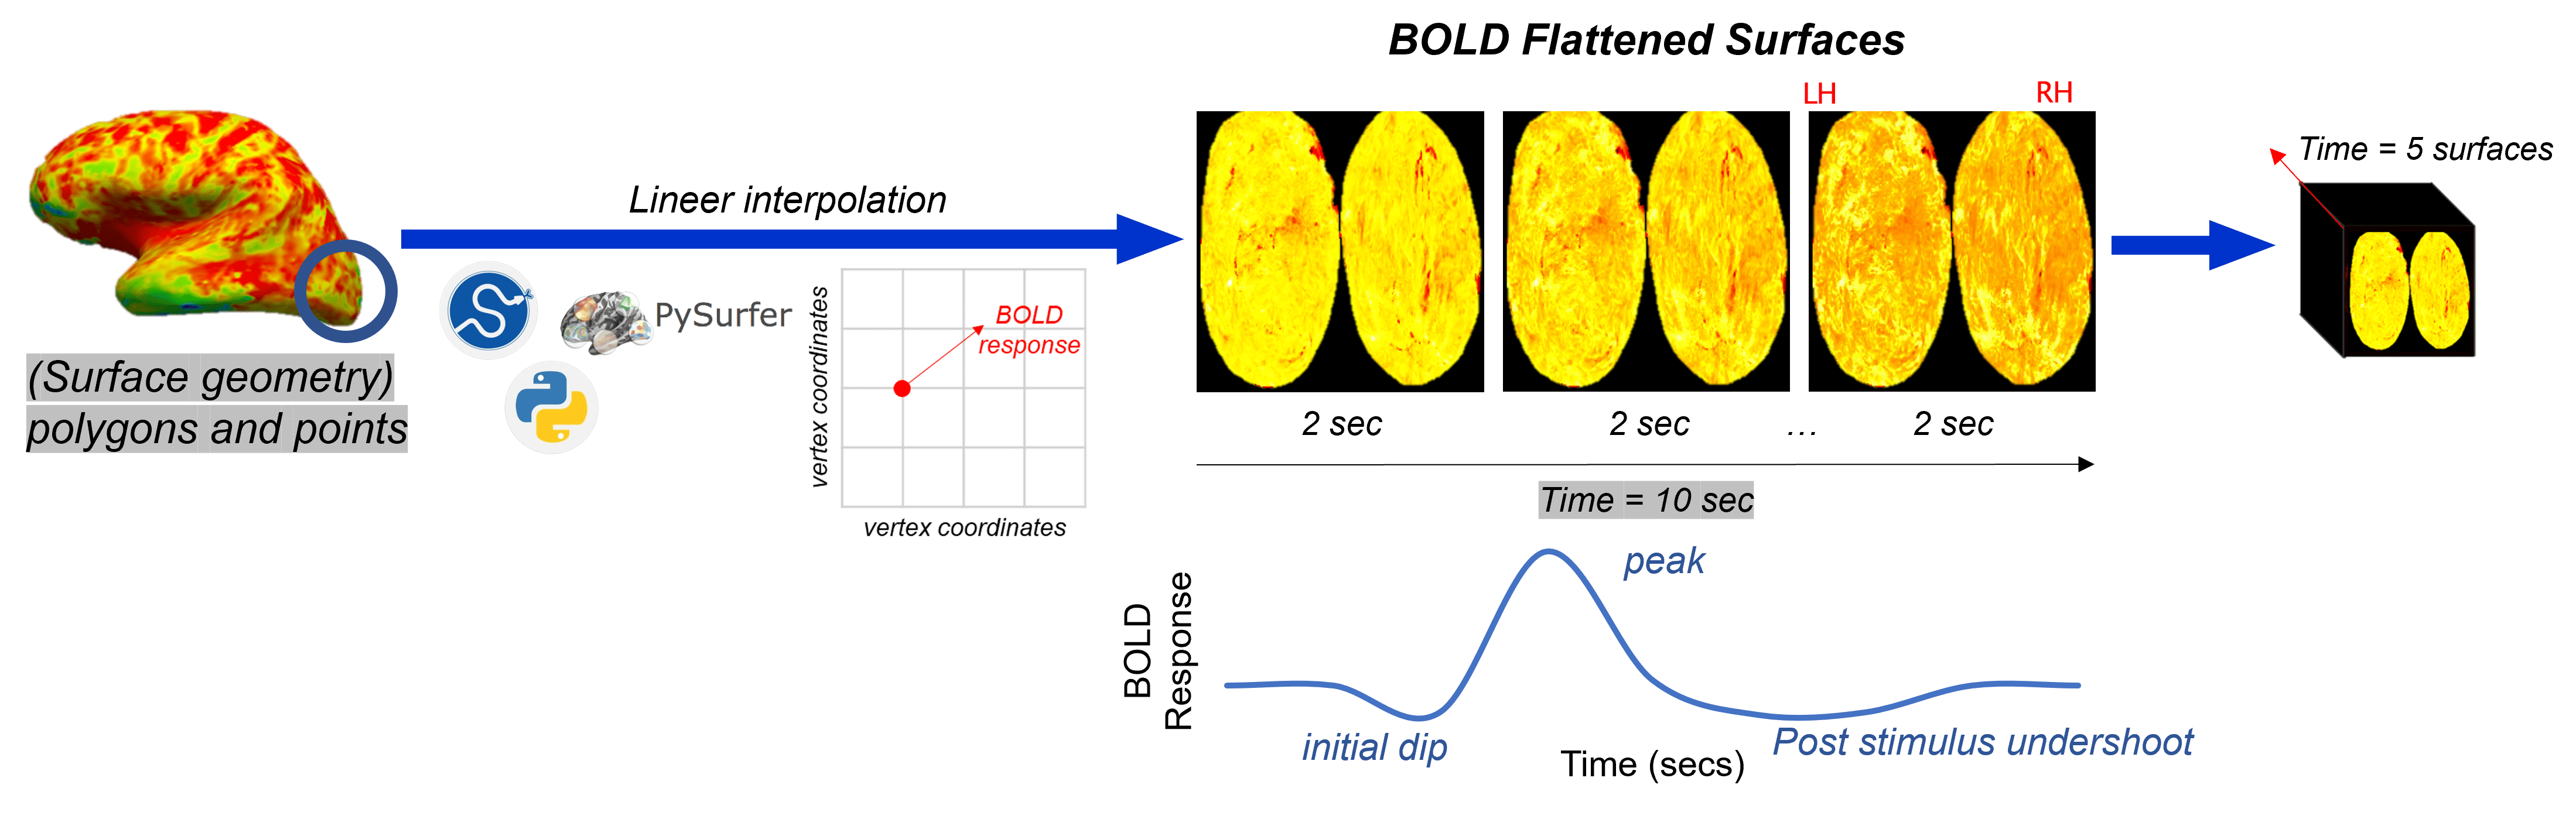 BOLD Flattened Surfaces
LH
RH
Time = 5 surfaces
Lineer interpolation
PySurfer
BOLD
response
vertex coordinates
vertex coordinates
(Surface geometry)
polygons and points
2 sec
2 sec
...
2 sec
Time = 10 sec
peak
BOLD
Response
initial dip
Post stimulus undershoot
Time (secs)